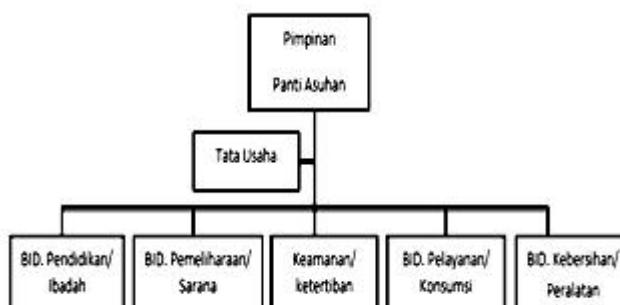 Pimpinan
Panti Asuhan
Tata Usaha
BID. Pendidikan/
Ibadah
BID. Pemeliharaan/
Sarana
Keamanan/
ketertiban
BID. Pelayanan/
Konsumsi
BID. Kebersihan/
Peralatan